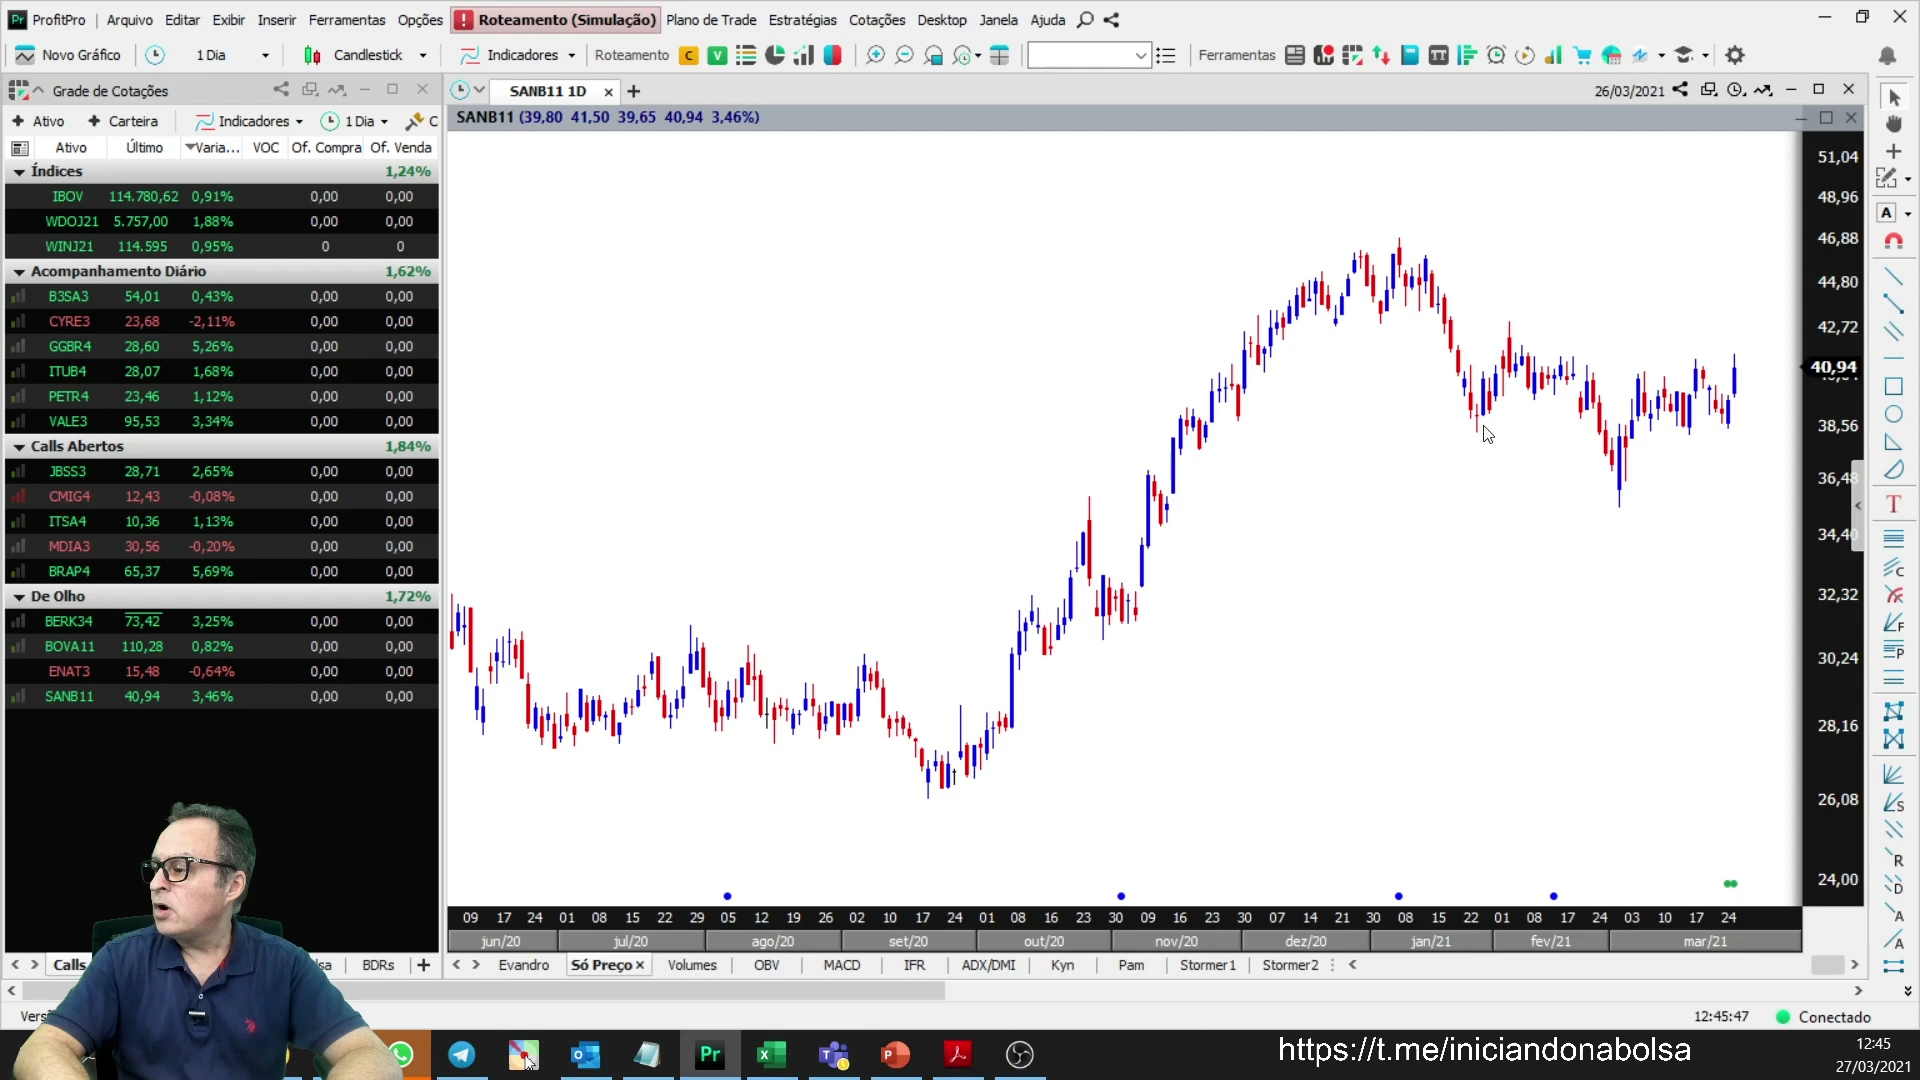 ProfitPro Arquivo Editar Exibir Inserir Ferramentas Opções Roteamento (Simulação) Plano de Trade Estratégias Cotações Desktop Janela Ajuda
Novo Gráfico 1 Dia Candlestick Indicadores Roteamento C V Ferramentas
Grade de Cotações
SANB11 1D
26/03/2021
SANB11 (39,80 41,50 39,65 40,94 3,46%)
Ativo Carteira Indicadores 1 Dia C
Ativo Último Varia... VOC Of. Compra Of. Venda
Índices 1,24%
IBOV 114.780,62 0,91% 0,00 0,00
WDOJ21 5.757,00 1,88% 0,00 0,00
WINJ21 114.595 0,95% 0 0
Acompanhamento Diário 1,62%
B3SA3 54,01 0,43% 0,00 0,00
CYRE3 23,68 -2,11% 0,00 0,00
GGBR4 28,60 5,26% 0,00 0,00
ITUB4 28,07 1,68% 0,00 0,00
PETR4 23,46 1,12% 0,00 0,00
VALE3 95,53 3,34% 0,00 0,00
Calls Abertos 1,84%
JBSS3 28,71 2,65% 0,00 0,00
CMIG4 12,43 -0,08% 0,00 0,00
ITSA4 10,36 1,13% 0,00 0,00
MDIA3 30,56 -0,20% 0,00 0,00
BRAP4 65,37 5,69% 0,00 0,00
De Olho 1,72%
BERK34 73,42 3,25% 0,00 0,00
BOVA11 110,28 0,82% 0,00 0,00
ENAT3 15,48 -0,64% 0,00 0,00
SANB11 40,94 3,46% 0,00 0,00
51,04
48,96
46,88
44,80
42,72
40,94
38,56
36,48
34,40
32,32
30,24
28,16
26,08
24,00
09 17 24 01 08 15 22 29 05 12 19 26 02 10 17 24 01 08 16 23 30 09 16 23 30 07 14 21 30 08 15 22 01 08 17 24 03 10 17 24
jun/20 jul/20 ago/20 set/20 out/20 nov/20 dez/20 jan/21 fev/21 mar/21
Calls BDRs
Evandro Só Preço Volumes OBV MACD IFR ADX/DMI Kyn Pam Stormer1 Stormer2
12:45:47 Conectado
https://t.me/iniciandonabolsa
12:45
27/03/2021